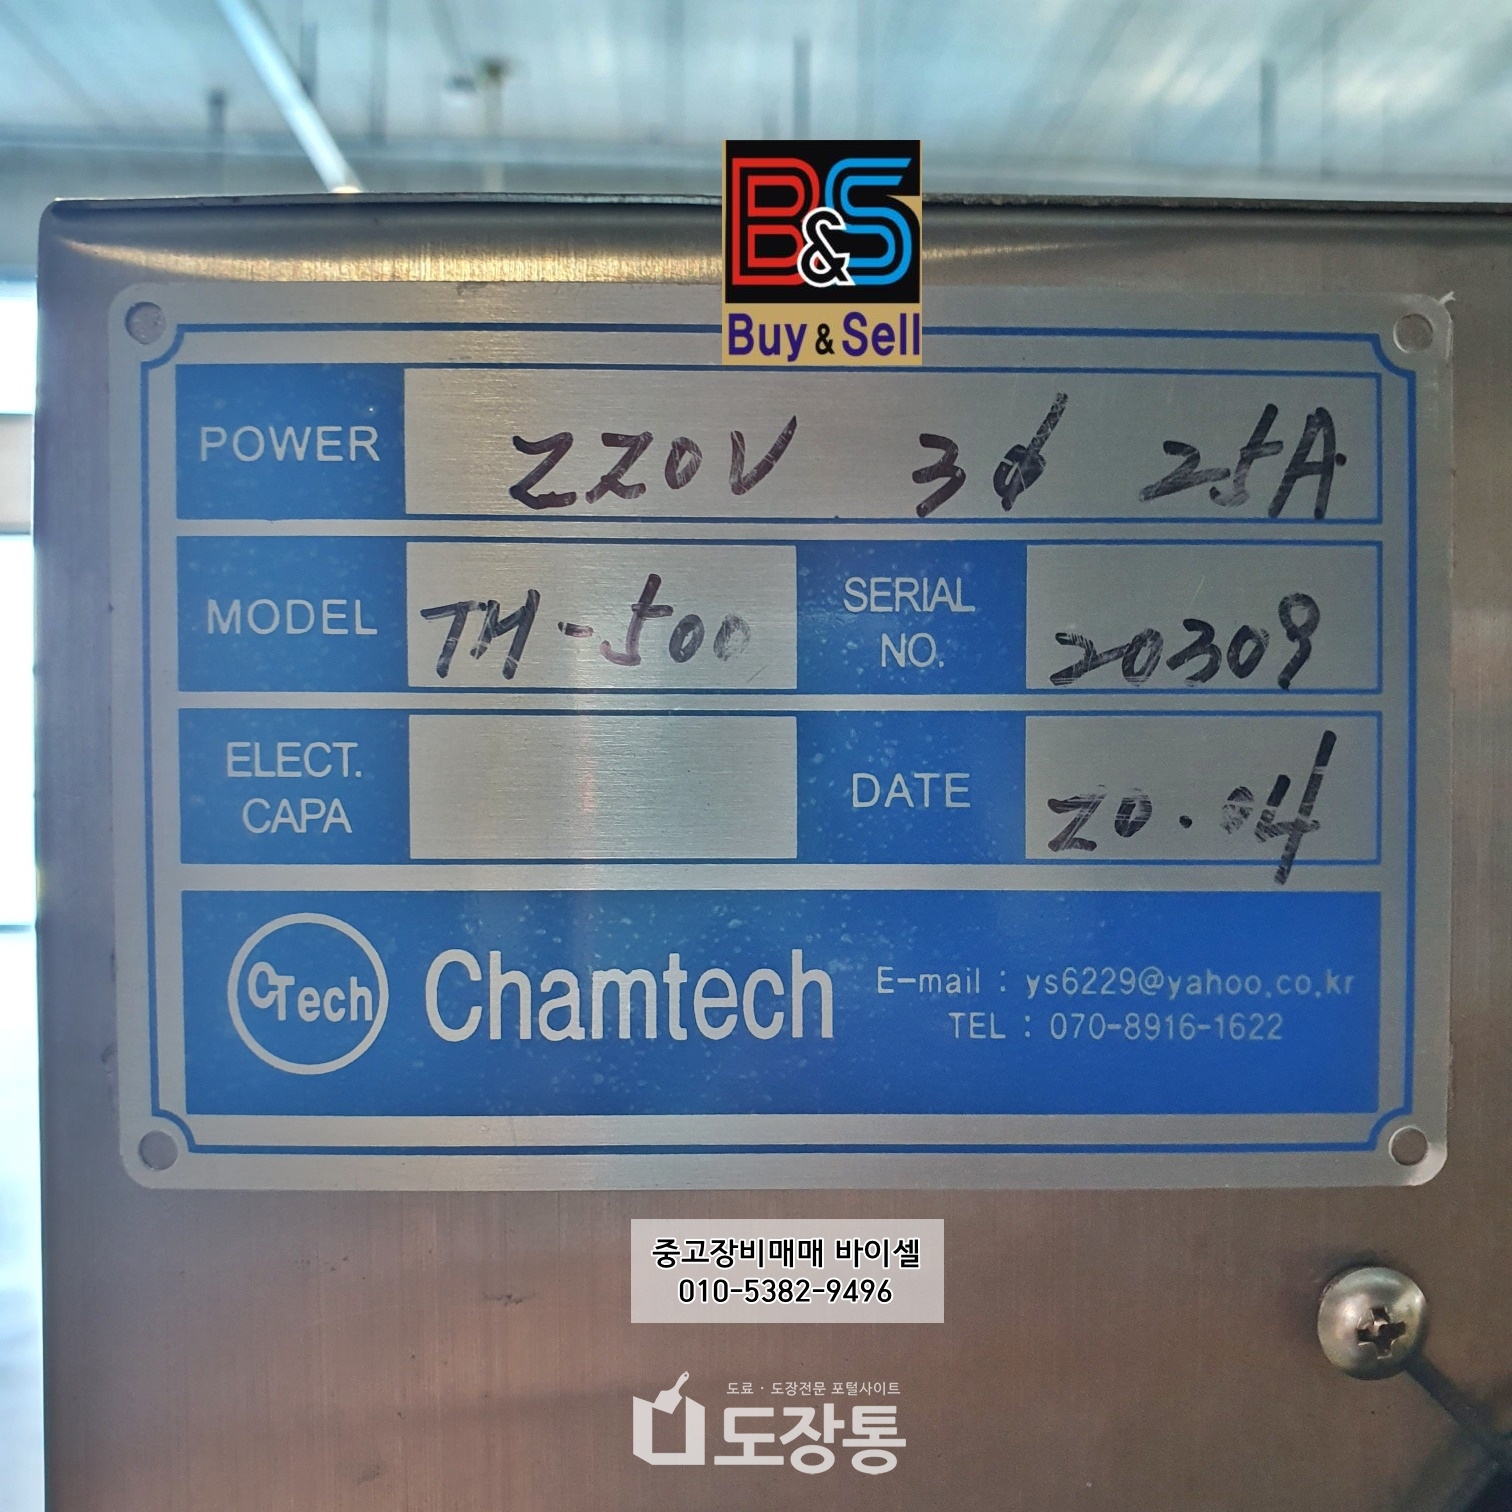 B&S
Buy & Sell
POWER 220V 3φ 25A
MODEL TH-500 SERIAL NO. 20309
ELECT. CAPA DATE 20.04
CTech Chamtech
E-mail : ys6229@yahoo.co.kr
TEL : 070-8916-1622
중고장비매매 바이셀
010-5382-9496
도료 · 도장전문 포털사이트
도장통